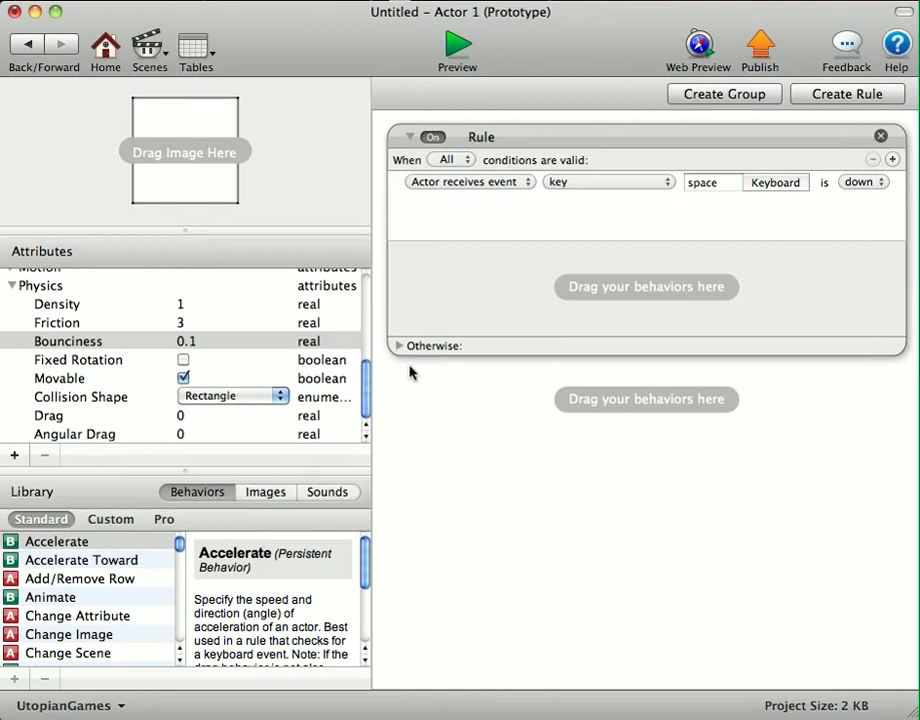 Untitled – Actor 1 (Prototype)
Back/Forward Home Scenes Tables Preview Web Preview Publish Feedback Help
Create Group Create Rule
Drag Image Here
On Rule
When All conditions are valid:
Actor receives event key space Keyboard is down
Drag your behaviors here
Otherwise:
Drag your behaviors here
Attributes
Physics attributes
Density 1 real
Friction 3 real
Bounciness 0.1 real
Fixed Rotation boolean
Movable boolean
Collision Shape Rectangle enume...
Drag 0 real
Angular Drag 0 real
Library Behaviors Images Sounds
Standard Custom Pro
B Accelerate
B Accelerate Toward
A Add/Remove Row
B Animate
A Change Attribute
A Change Image
A Change Scene
Accelerate (Persistent
Behavior)
Specify the speed and
direction (angle) of
acceleration of an actor. Best
used in a rule that checks for
a keyboard event. Note: If the
UtopianGames Project Size: 2 KB